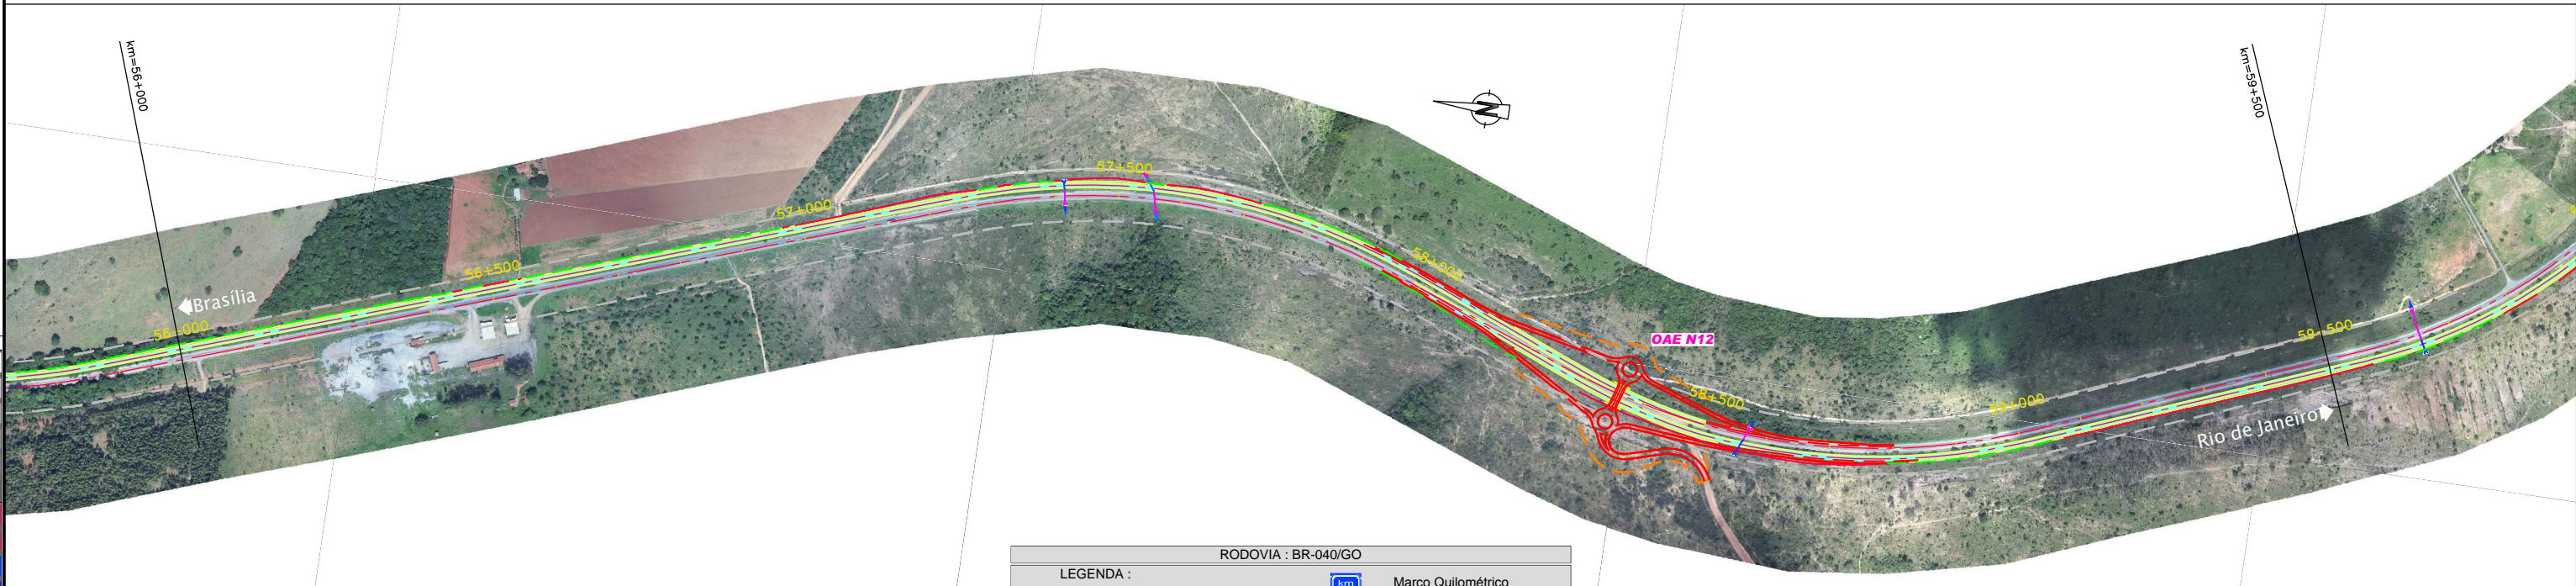 km=56+000
km=59+500
N
57+500
57+000
58+000
56+500
Brasília
56+000
OAE N12
59+500
58+500
59+000
Rio de Janeiro
RODOVIA : BR-040/GO
LEGENDA :
km
Marco Quilométrico